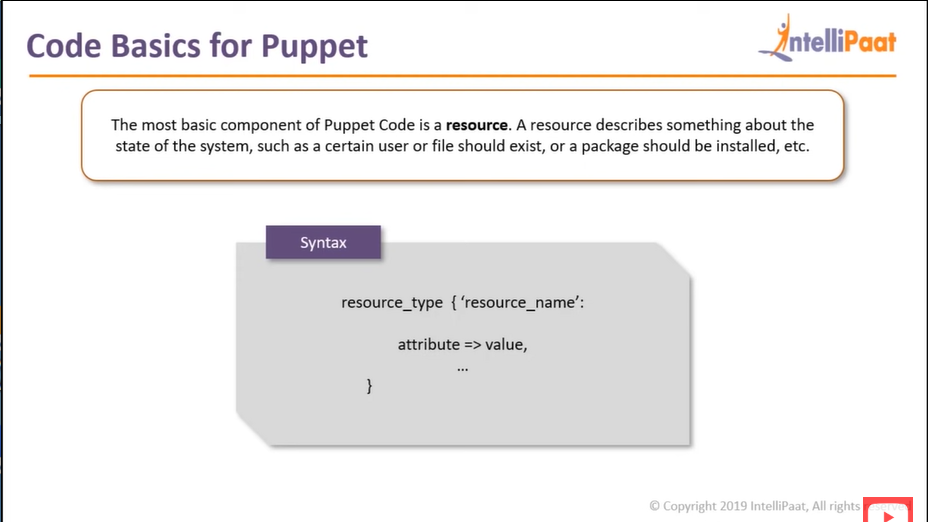 Code Basics for Puppet
IntelliPaat
The most basic component of Puppet Code is a resource. A resource describes something about the
state of the system, such as a certain user or file should exist, or a package should be installed, etc.
Syntax
resource_type { ‘resource_name’:
attribute => value,
...
}
© Copyright 2019 IntelliPaat, All rights reserved.